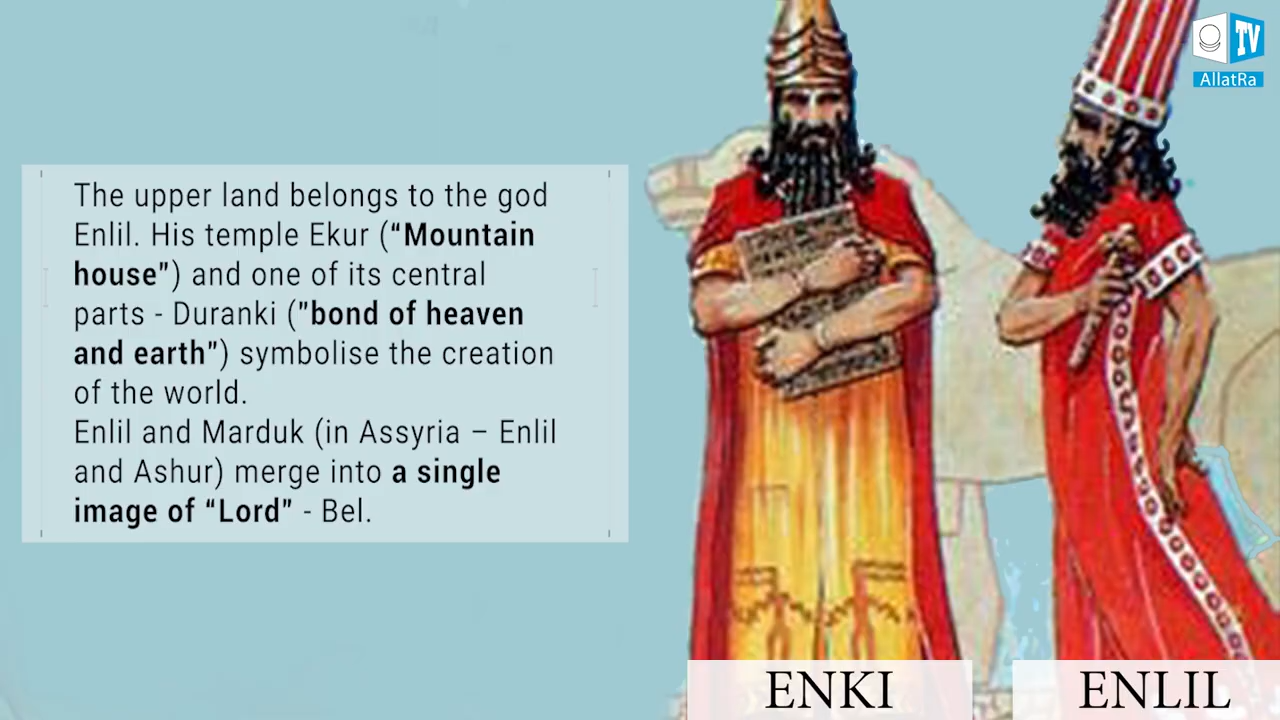 The upper land belongs to the god
Enlil. His temple Ekur (“Mountain
house") and one of its central
parts - Duranki ("bond of heaven
and earth") symbolise the creation
of the world.
Enlil and Marduk (in Assyria – Enlil
and Ashur) merge into a single
image of “Lord” - Bel.
TV
AllatRa
ENKI
ENLIL